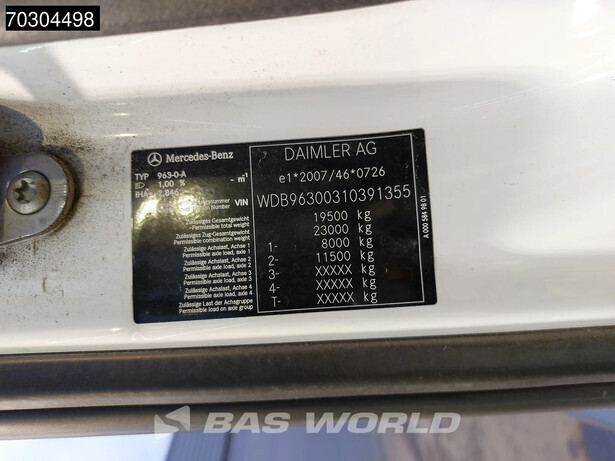 70304498
Mercedes-Benz
DAIMLER AG
TYP 963-0-A
1,00 % - m-1
e1*2007/46*0726
VIN
Number
WDB96300310391355
Zulässiges Gesamtgewicht
Permissible total weight
19500 kg
Zulässiges Zug-Gesamtgewicht
Permissible combination weight
23000 kg
Zulässige Achslast, Achse 1
Permissible axle load, axle 1
1- 8000 kg
Zulässige Achslast, Achse 2
Permissible axle load, axle 2
2- 11500 kg
Zulässige Achslast, Achse 3
Permissible axle load, axle 3
3- XXXXX kg
Zulässige Achslast, Achse 4
Permissible axle load, axle 4
4- XXXXX kg
Zulässige Last der Achsgruppe
Permissible load on axle group
T- XXXXX kg
A 000 584 98 01
BAS WORLD